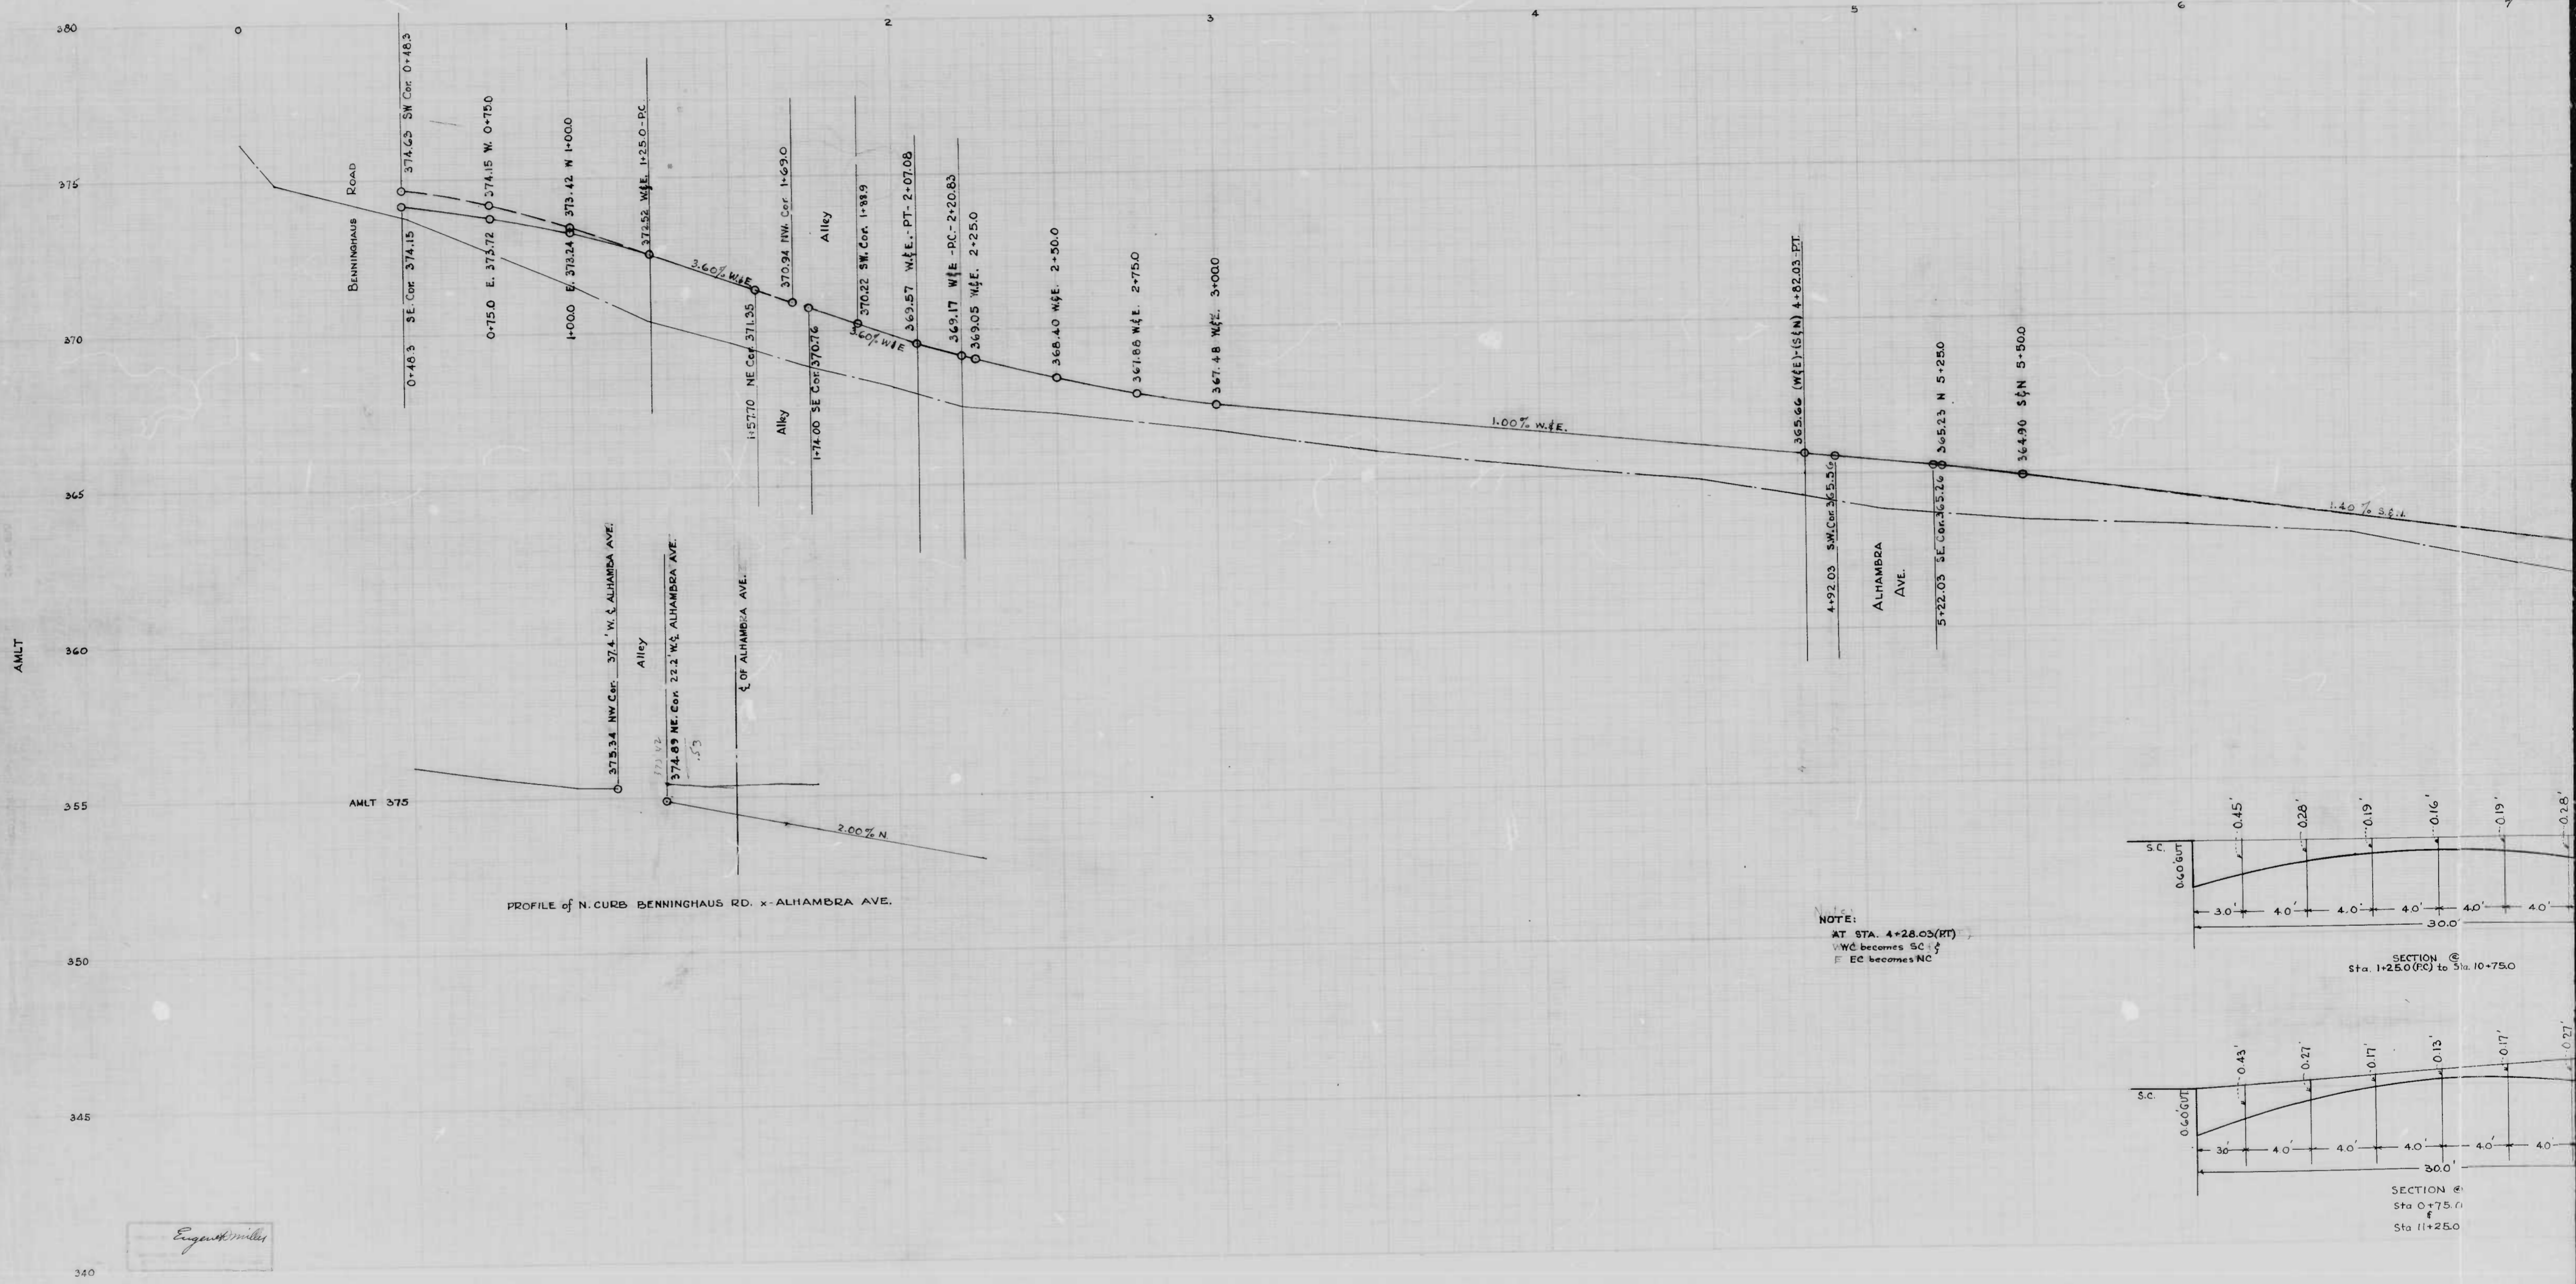 0 1 2 3 4 5 6 7
380
375
370
365
360
355
350
345
340
AMLT
BENNINGHAUS ROAD
374.63 SW Cor. 0+48.3
0+48.3 SE. Cor. 374.15
374.15 W. 0+75.0
0+75.0 E. 373.72
373.42 W 1+00.0
1+00.0 E. 373.24
372.52 W&E. 1+25.0-P.C.
3.60% W&E
1+57.70 NE Cor. 371.35
370.94 NW. Cor. 1+69.0
Alley
Alley
1+74.00 SE Cor. 370.76
370.22 SW. Cor. 1+88.9
3.60% W&E
369.57 W.&E.-PT-2+07.08
369.17 W&E-P.C.-2+20.83
369.05 W.&E. 2+25.0
368.40 W.&E. 2+50.0
367.88 W.&E. 2+75.0
367.48 W.&E. 3+00.0
1.00% W.&E.
365.66 (W&E)-(S&N) 4+82.03-P.T.
4+92.03 S.W. Cor. 365.56
ALHAMBRA
AVE.
5+22.03 SE. Cor. 365.26
365.23 N 5+25.0
364.90 S&N 5+50.0
1.40% S.&N.
375.34 NW Cor. 37.4' W. ℄ ALHAMBA AVE.
Alley
374.89 NE. Cor. 22.2' W.℄ ALHAMBRA AVE.
.53
℄ OF ALHAMBRA AVE.
AMLT 375
2.00% N
PROFILE of N. CURB BENNINGHAUS RD. x-ALHAMBRA AVE.
NOTE:
AT STA. 4+28.03(P.T)
WC becomes SC &
EC becomes NC
S.C.
0.60' GUT
0.45' 0.28' 0.19' 0.16' 0.19' 0.28'
3.0' 4.0' 4.0' 4.0' 4.0' 4.0'
30.0'
SECTION @
Sta. 1+25.0(P.C) to Sta. 10+75.0
S.C.
0.60' GUT
0.43' 0.27' 0.17' 0.13' 0.17' 0.27'
3.0' 4.0' 4.0' 4.0' 4.0' 4.0
30.0'
SECTION @
Sta 0+75.0
&
Sta 11+25.0